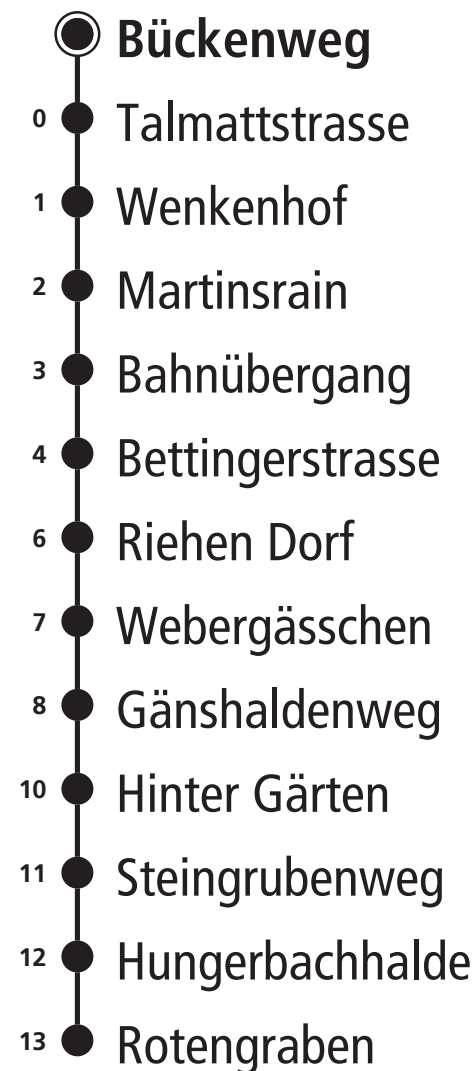 Bückenweg
0 Talmattstrasse
1 Wenkenhof
2 Martinsrain
3 Bahnübergang
4 Bettingerstrasse
6 Riehen Dorf
7 Webergässchen
8 Gänshaldenweg
10 Hinter Gärten
11 Steingrubenweg
12 Hungerbachhalde
13 Rotengraben